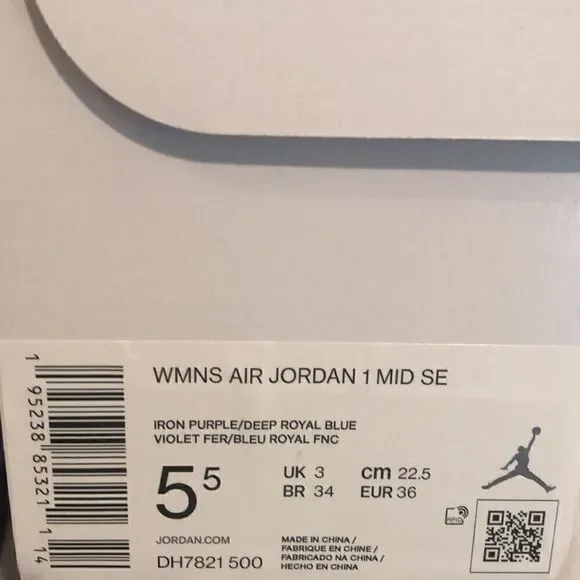 WMNS AIR JORDAN 1 MID SE
IRON PURPLE/DEEP ROYAL BLUE
VIOLET FER/BLEU ROYAL FNC
5⁵
UK 3 cm 22.5
BR 34 EUR 36
RFID
JORDAN.COM
DH7821 500
MADE IN CHINA /
FABRIQUE EN CHINE /
FABRICADO NA CHINA /
HECHO EN CHINA
1 95238 85321 1 14